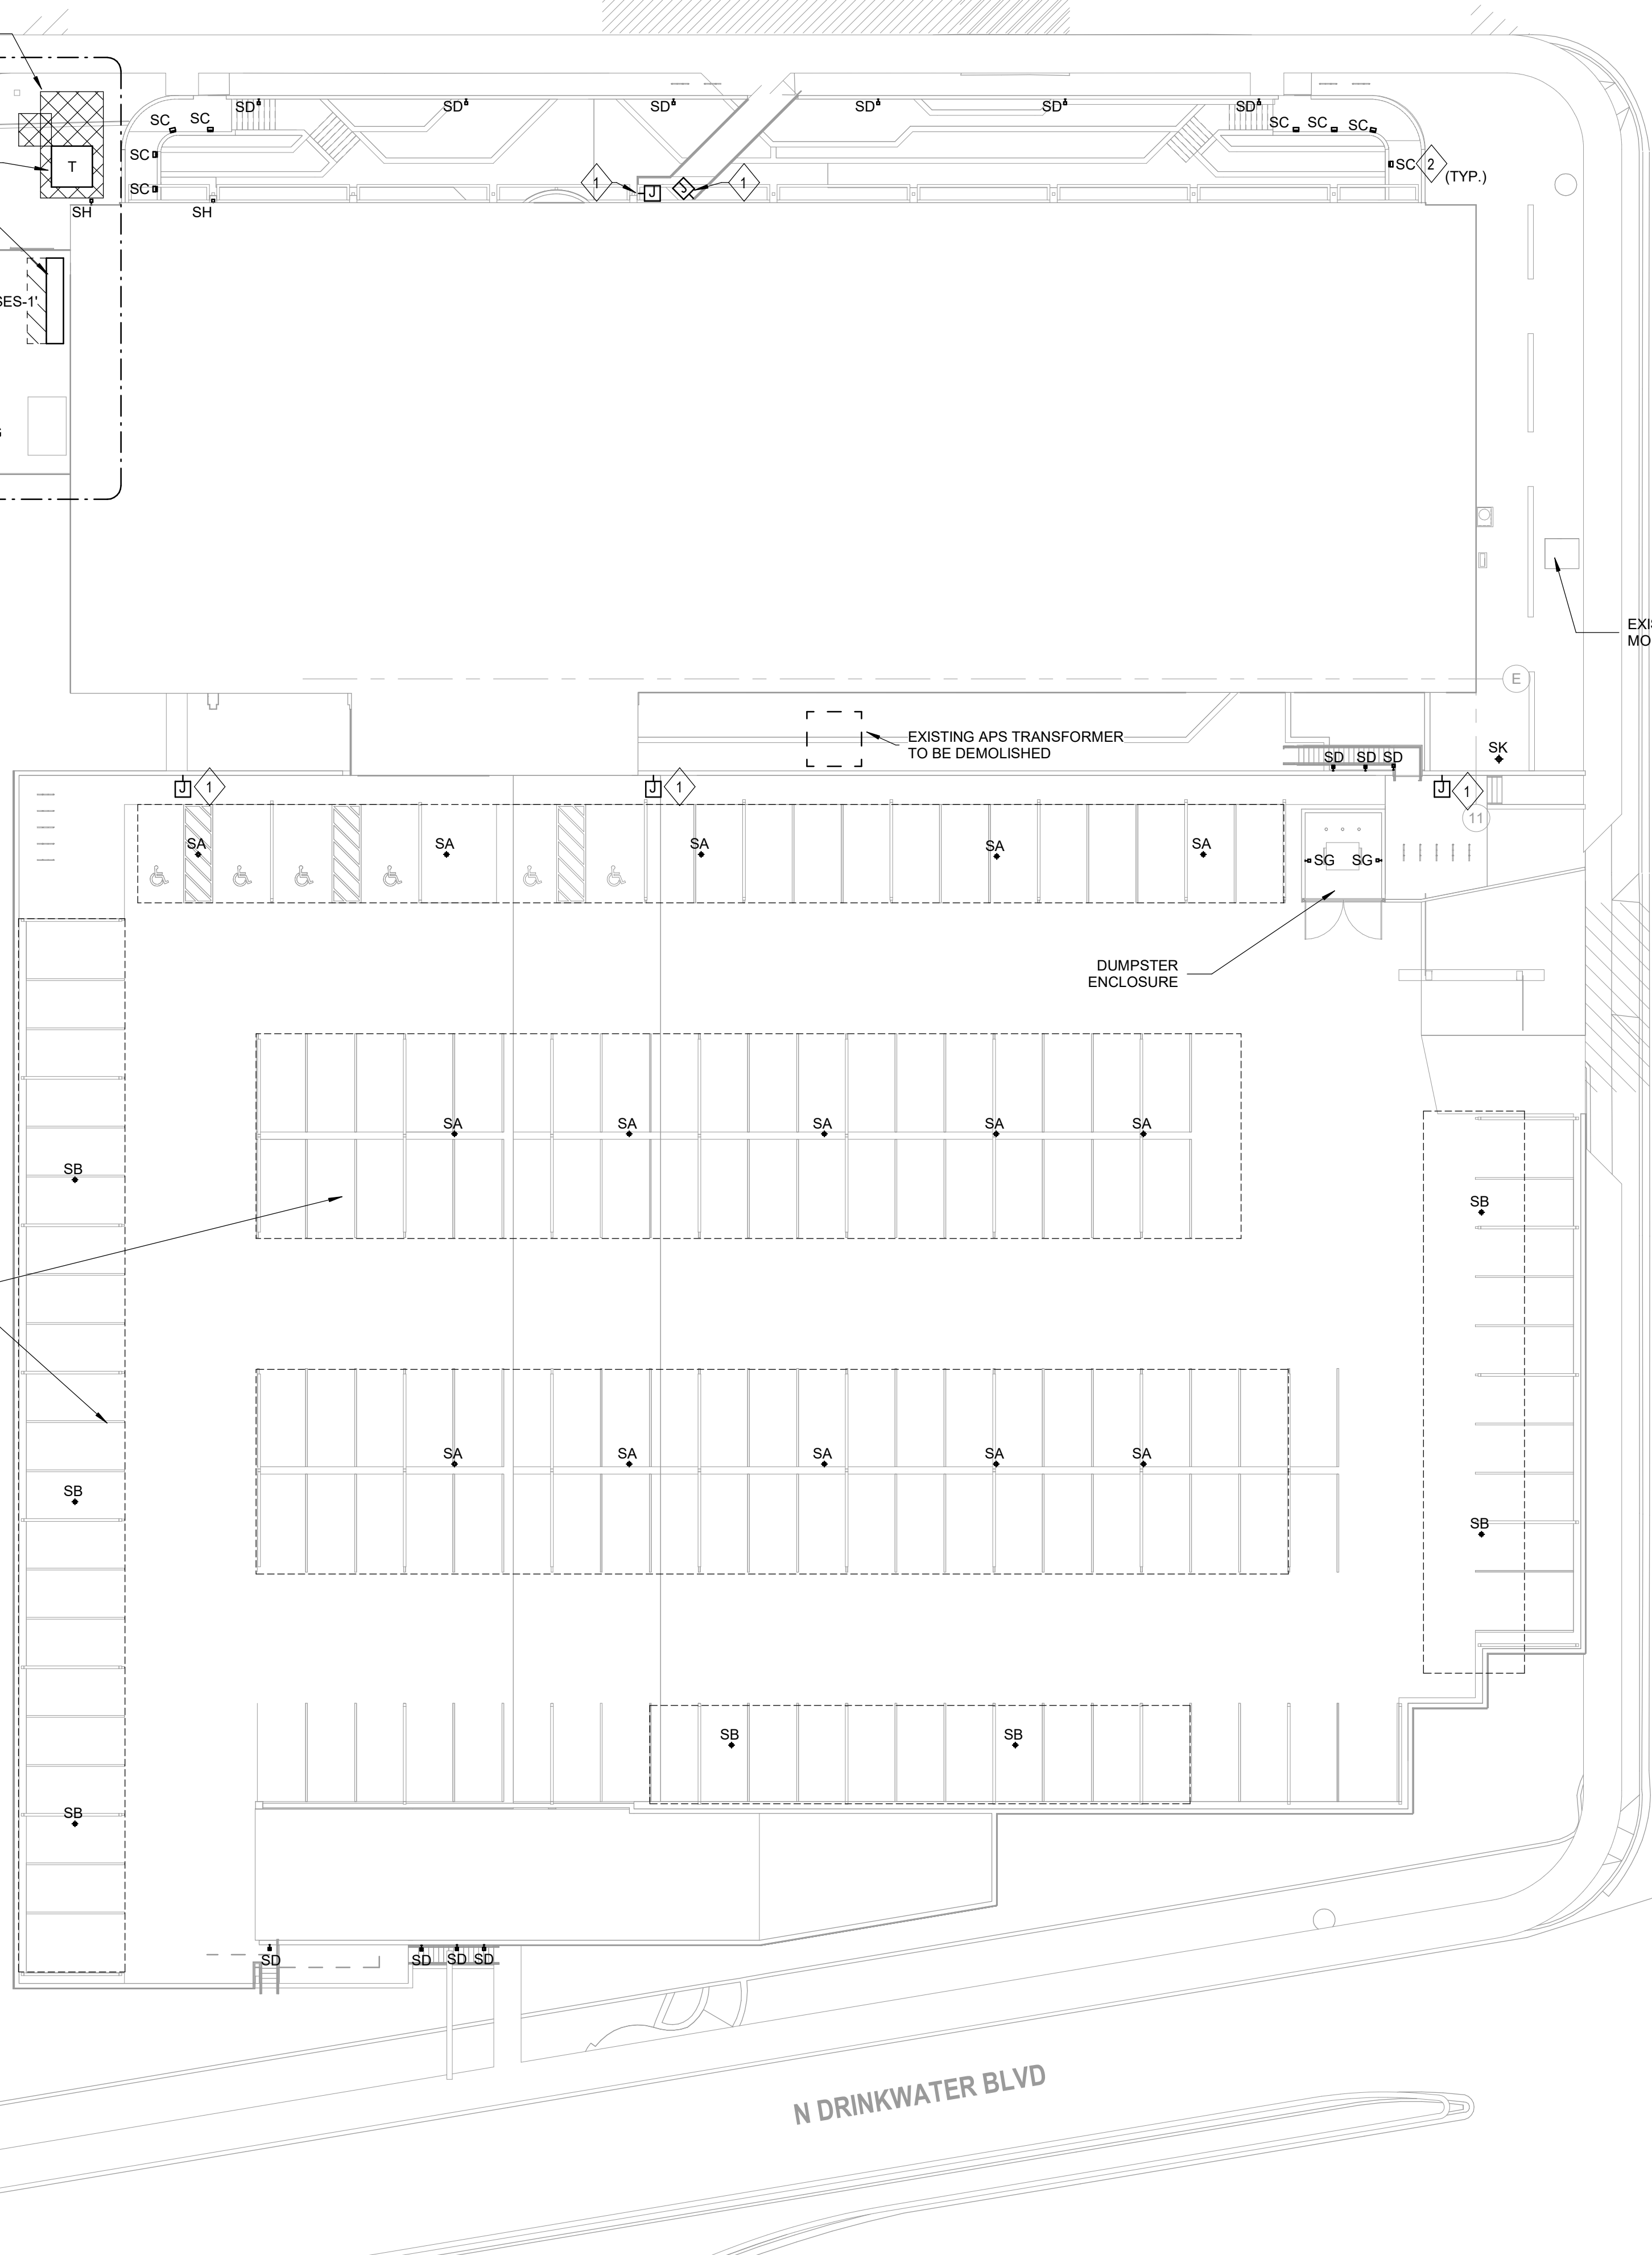 SD SD SD SD SD SD
SC SC SC SC SC
SC
T
SC 2
(TYP.)
SC
1 J J 1
SH SH
SES-1'
E
EXISTING APS TRANSFORMER
TO BE DEMOLISHED
SK
SD SD SD
J 1 J 1 J 1
11
SA SA SA SA SA
SG SG
DUMPSTER
ENCLOSURE
SA SA SA SA SA
SB
SB
SA SA SA SA SA
SB
SB
SB SB
SB
SD SD SD SD
N DRINKWATER BLVD